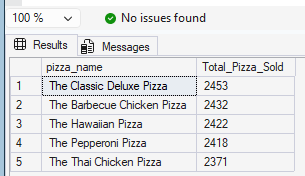 100 %
No issues found
Results
Messages
pizza_name Total_Pizza_Sold
1 The Classic Deluxe Pizza 2453
2 The Barbecue Chicken Pizza 2432
3 The Hawaiian Pizza 2422
4 The Pepperoni Pizza 2418
5 The Thai Chicken Pizza 2371